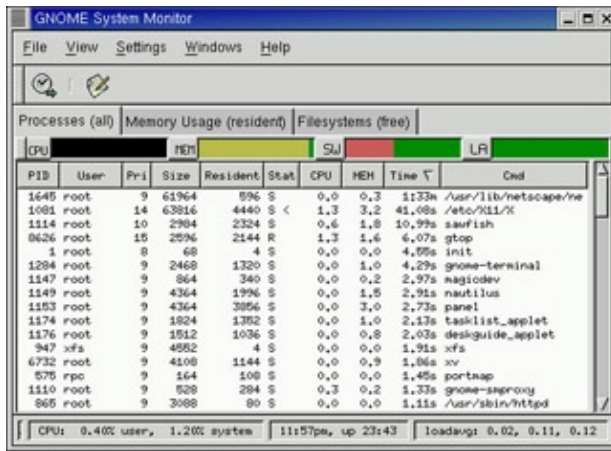 GNOME System Monitor
File View Settings Windows Help
Processes (all) Memory Usage (resident) Filesystems (free)
CPU MEM SW LA
PID User Pri Size Resident Stat CPU MEM Time Cmd
1645 root 9 61964 596 S 0.0 0.3 1:33m /usr/lib/netscape/ne
1081 root 14 63816 4440 S < 1.3 3.2 41.08s /etc/X11/X
1114 root 10 2984 2324 S 0.6 1.8 10.99s sawfish
8626 root 15 2596 2144 R 1.3 1.6 6.07s gtop
1 root 8 68 4 S 0.0 0.0 4.55s init
1284 root 9 2468 1320 S 0.0 1.0 4.29s gnome-terminal
1147 root 9 864 340 S 0.0 0.2 2.97s magicdev
1149 root 9 4364 1996 S 0.0 1.5 2.91s nautilus
1153 root 9 4364 3856 S 0.0 3.0 2.73s panel
1174 root 9 1824 1352 S 0.0 1.0 2.13s tasklist_applet
1176 root 9 1512 1036 S 0.0 0.8 2.03s deskguide_applet
947 xfs 9 4552 4 S 0.0 0.0 1.91s xfs
6732 root 9 4108 1144 S 0.0 0.9 1.86s xv
575 rpc 9 164 108 S 0.0 0.0 1.45s portmap
1110 root 9 528 284 S 0.3 0.2 1.33s gnome-smproxy
865 root 9 3088 80 S 0.0 0.0 1.11s /usr/sbin/httpd
CPU: 0.40% user, 1.20% system 11:57pm, up 23:43 loadavg: 0.02, 0.11, 0.12